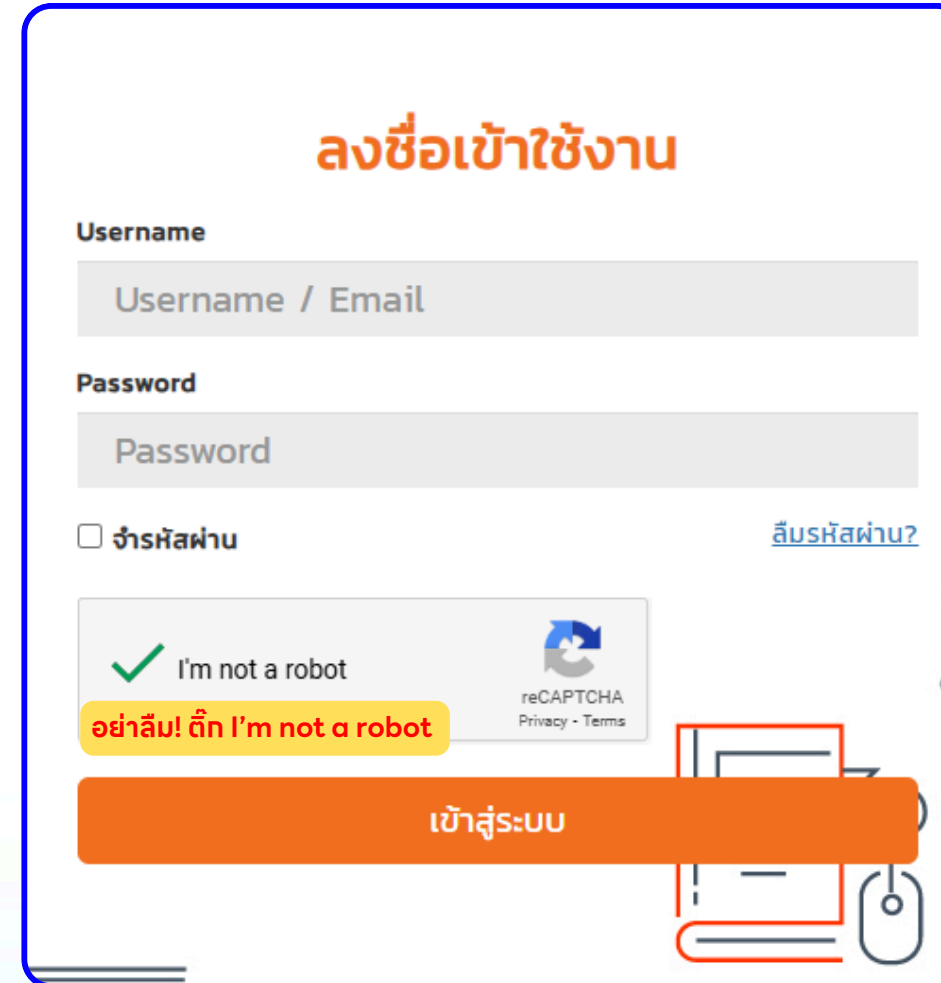 ลงชื่อเข้าใช้งาน
Username
Username / Email
Password
Password
จำรหัสผ่าน
ลืมรหัสผ่าน?
I'm not a robot
reCAPTCHA
Privacy - Terms
อย่าลืม! ติ๊ก I'm not a robot
เข้าสู่ระบบ